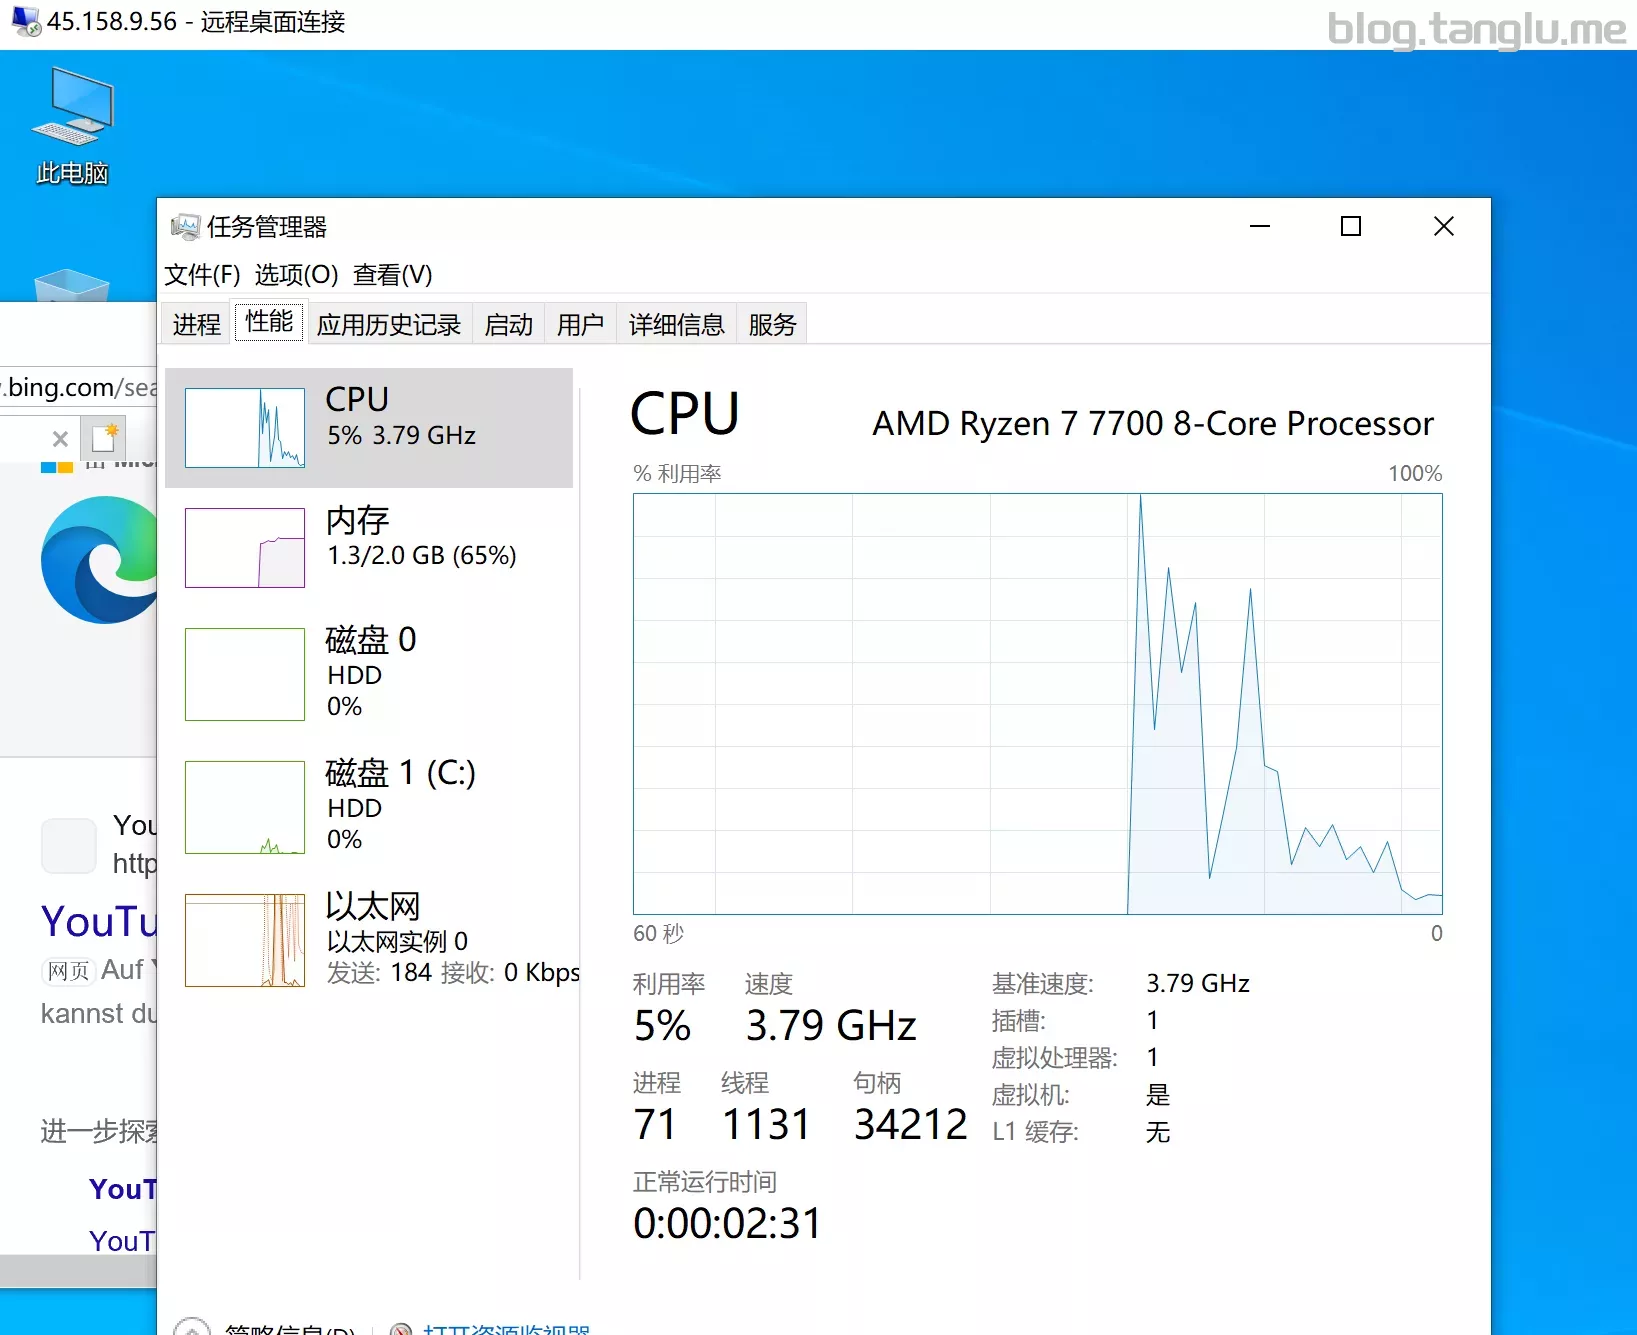 45.158.9.56 - 远程桌面连接
blog.tanglu.me
此电脑
任务管理器
文件(F) 选项(O) 查看(V)
进程 性能 应用历史记录 启动 用户 详细信息 服务
.bing.com/sea
CPU
5% 3.79 GHz
内存
1.3/2.0 GB (65%)
磁盘 0
HDD
0%
磁盘 1 (C:)
HDD
0%
以太网
以太网实例 0
发送: 184 接收: 0 Kbps
CPU
AMD Ryzen 7 7700 8-Core Processor
% 利用率
100%
60 秒
0
利用率 速度
5% 3.79 GHz
进程 线程 句柄
71 1131 34212
正常运行时间
0:00:02:31
基准速度: 3.79 GHz
插槽: 1
虚拟处理器: 1
虚拟机: 是
L1 缓存: 无
You
http
YouTu
网页 Auf
kannst du
进一步探索
YouT
YouT
简略信息(D)
打开资源监视器